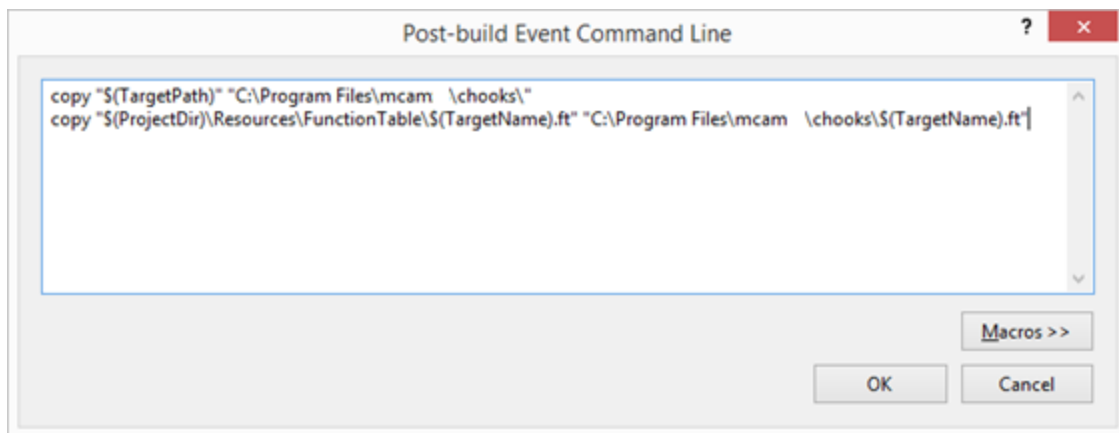 Post-build Event Command Line
?
×
copy "$(TargetPath)" "C:\Program Files\mcam   \chooks\"
copy "$(ProjectDir)\Resources\FunctionTable\$(TargetName).ft" "C:\Program Files\mcam   \chooks\$(TargetName).ft"
Macros >>
OK
Cancel